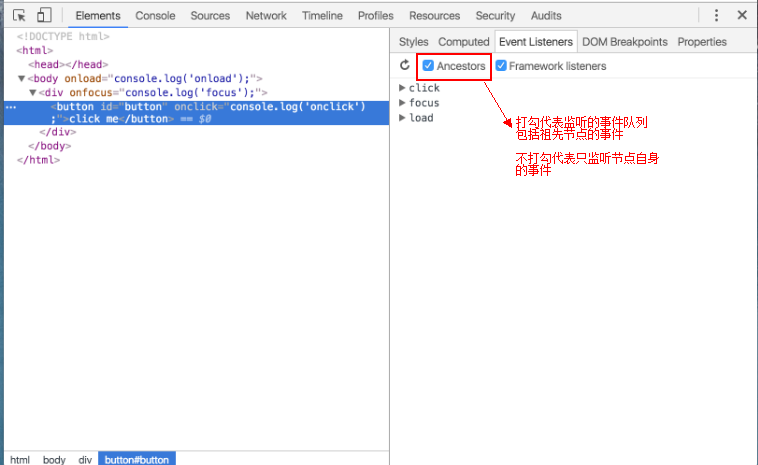 Elements Console Sources Network Timeline Profiles Resources Security Audits
<!DOCTYPE html>
<html>
<head></head>
<body onload="console.log('onload');">
<div onfocus="console.log('focus');">
<button id="button" onclick="console.log('onclick')
;">click me</button> == $0
</div>
</body>
</html>
html body div button#button
Styles Computed Event Listeners DOM Breakpoints Properties
Ancestors Framework listeners
click
focus
load
打勾代表监听的事件队列
包括祖先节点的事件
不打勾代表只监听节点自身
的事件